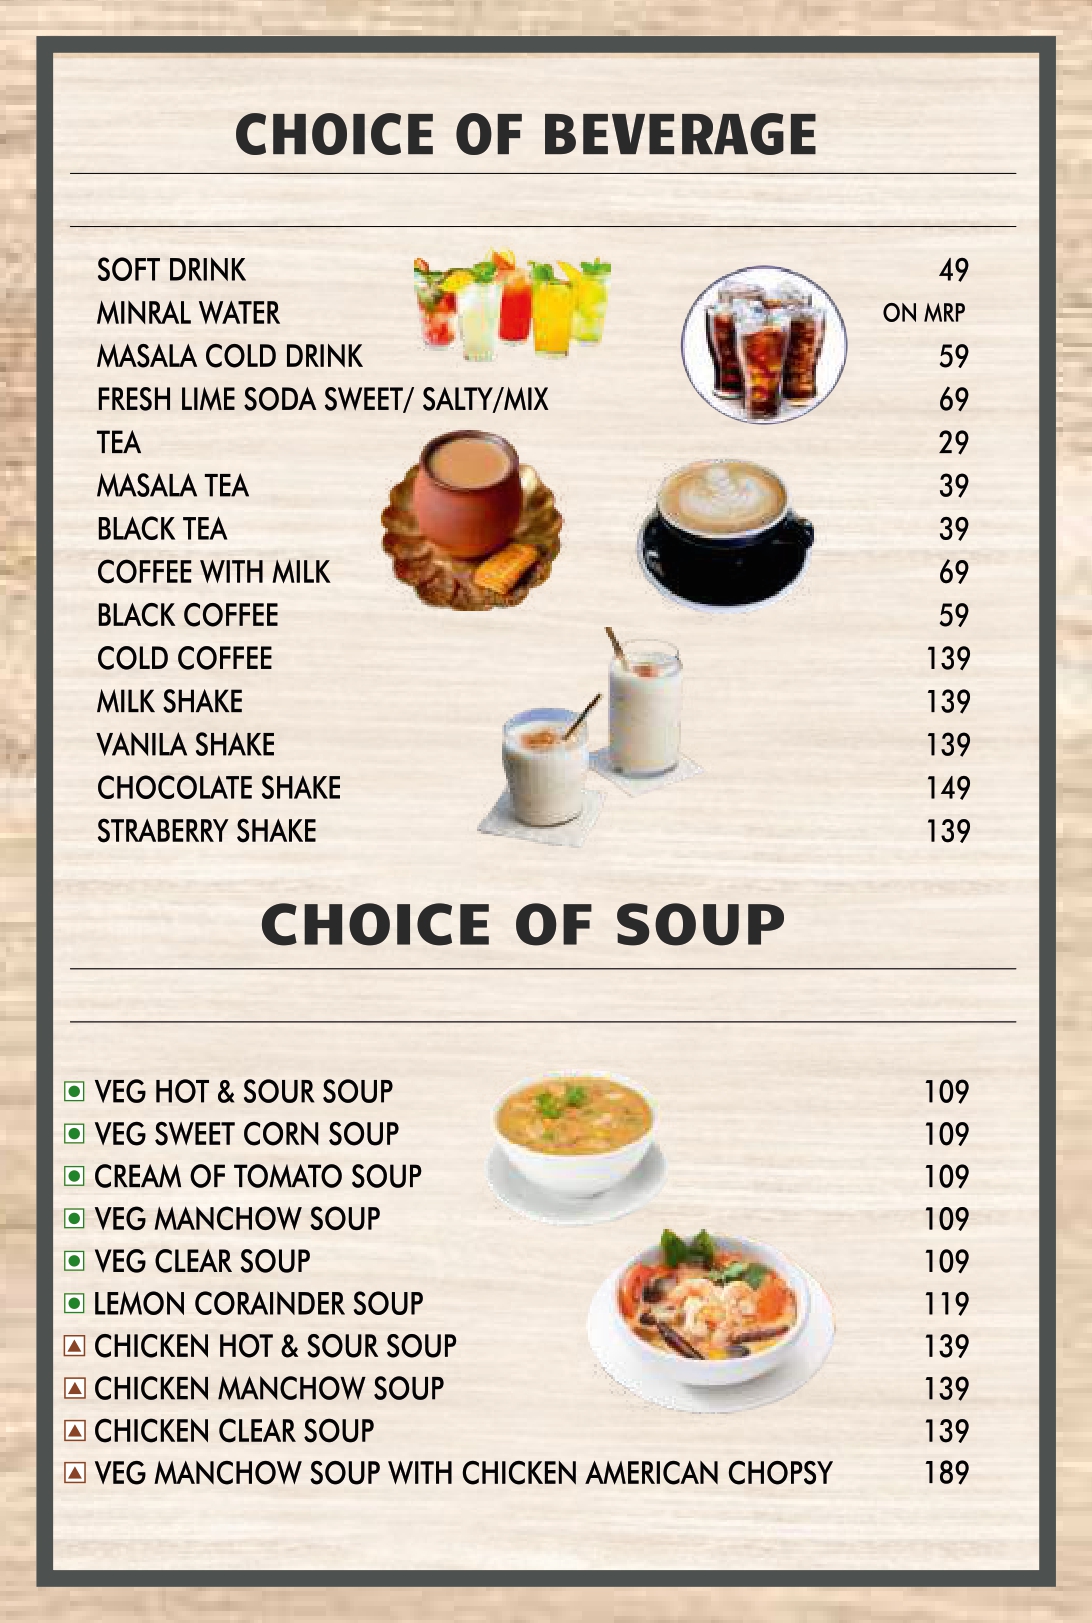 CHOICE OF BEVERAGE
SOFT DRINK 49
MINRAL WATER ON MRP
MASALA COLD DRINK 59
FRESH LIME SODA SWEET/ SALTY/MIX 69
TEA 29
MASALA TEA 39
BLACK TEA 39
COFFEE WITH MILK 69
BLACK COFFEE 59
COLD COFFEE 139
MILK SHAKE 139
VANILA SHAKE 139
CHOCOLATE SHAKE 149
STRABERRY SHAKE 139
CHOICE OF SOUP
VEG HOT & SOUR SOUP 109
VEG SWEET CORN SOUP 109
CREAM OF TOMATO SOUP 109
VEG MANCHOW SOUP 109
VEG CLEAR SOUP 109
LEMON CORAINDER SOUP 119
CHICKEN HOT & SOUR SOUP 139
CHICKEN MANCHOW SOUP 139
CHICKEN CLEAR SOUP 139
VEG MANCHOW SOUP WITH CHICKEN AMERICAN CHOPSY 189